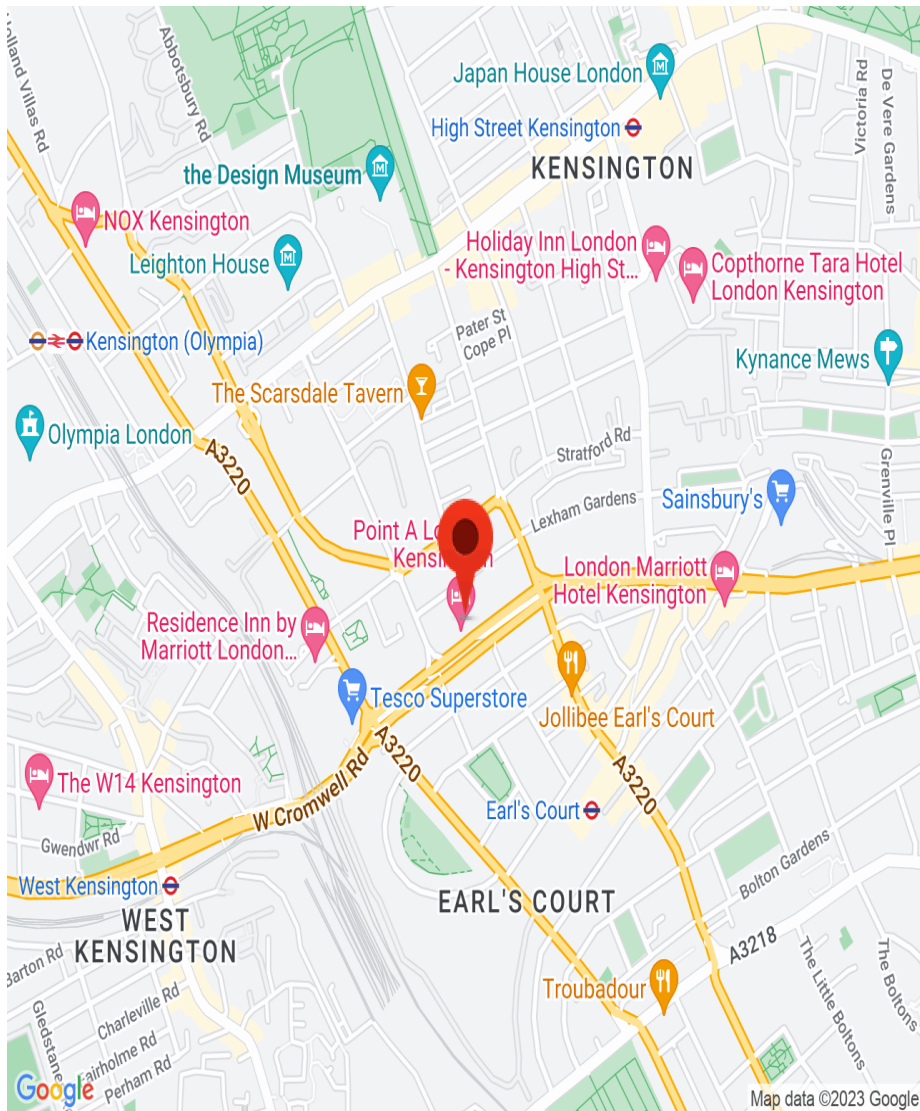 Holland Villas Rd
Abbotsbury Rd
Japan House London
Victoria Rd
De Vere Gardens
High Street Kensington
KENSINGTON
the Design Museum
NOX Kensington
Leighton House
Holiday Inn London
- Kensington High St...
Copthorne Tara Hotel
London Kensington
Pater St
Cope Pl
Kensington (Olympia)
Kynance Mews
The Scarsdale Tavern
Olympia London
A3220
Stratford Rd
Lexham Gardens
Sainsbury's
Grenville Pl
Point A Lo
Kensin n
London Marriott
Hotel Kensington
Residence Inn by
Marriott London...
Tesco Superstore
Jollibee Earl's Court
A3220
A3220
W Cromwell Rd
The W14 Kensington
Earl's Court
Gwendwr Rd
Bolton Gardens
West Kensington
EARL'S COURT
WEST
KENSINGTON
A3218
Barton Rd
Troubadour
The Little Boltons
The Boltons
Charleville Rd
Gledstane
airholme Rd
Perham Rd
Google
Map data ©2023 Google